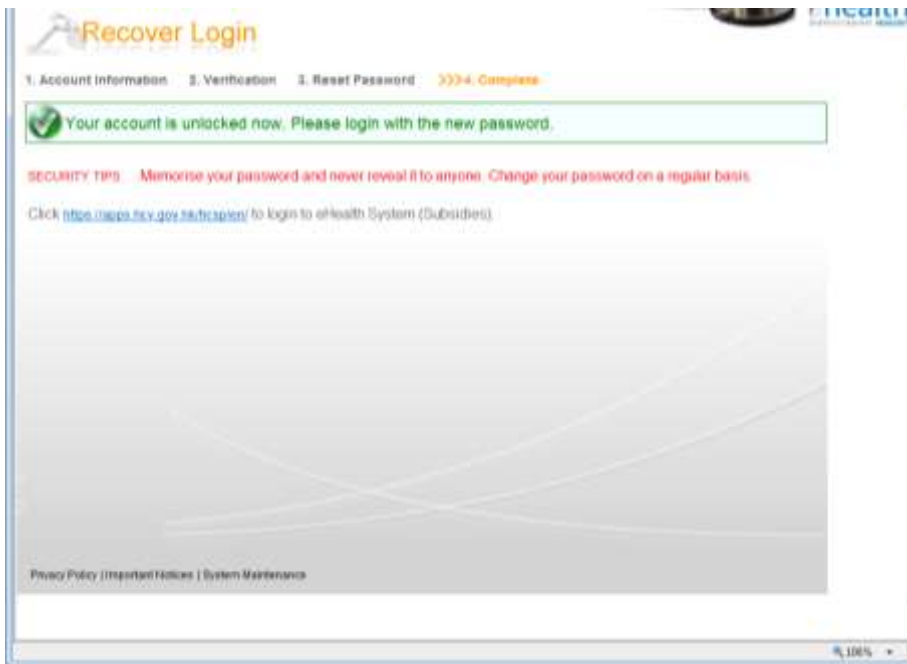 Recover Login
1. Account Information 2. Verification 3. Reset Password >>>4. Complete
Your account is unlocked now. Please login with the new password.
SECURITY TIPS Memorise your password and never reveal it to anyone. Change your password on a regular basis.
Click https://apps.hcv.gov.hk/hcsp/en/ to login to eHealth System (Subsidies).
Privacy Policy | Important Notices | System Maintenance
100%